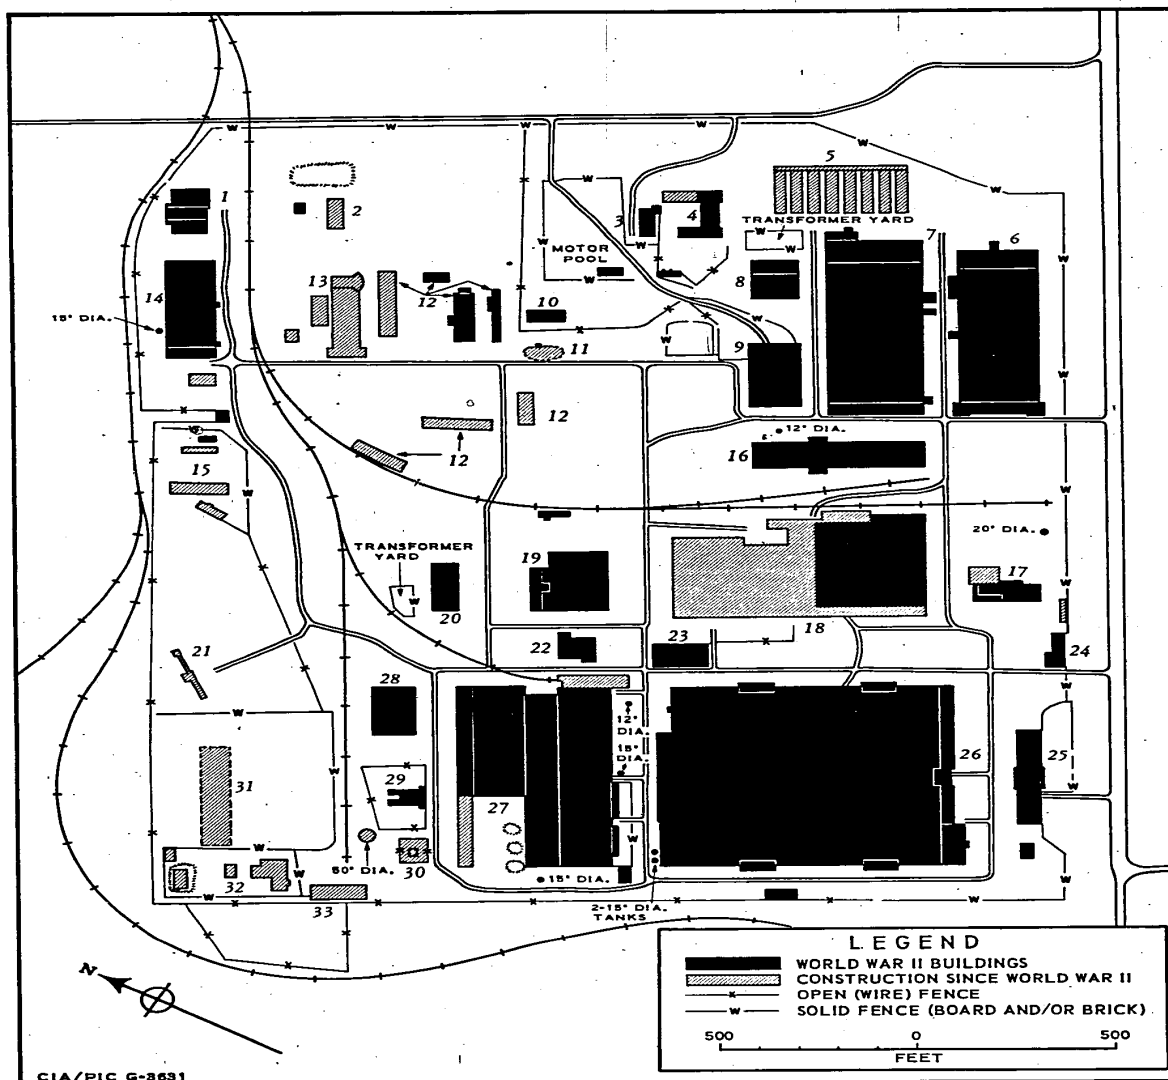 5
1
2
3
4
TRANSFORMER YARD
7
6
MOTOR
POOL
8
13
12
14
10
15' DIA.
9
11
12
12
16
12' DIA.
15
20' DIA.
TRANSFORMER
YARD
19
17
20
18
22
23
24
21
28
12'
DIA.
15'
DIA.
26
25
29
27
31
50' DIA.
30
15' DIA.
32
33
2-15' DIA.
TANKS
N
LEGEND
WORLD WAR II BUILDINGS
CONSTRUCTION SINCE WORLD WAR II
x OPEN (WIRE) FENCE
w SOLID FENCE (BOARD AND/OR BRICK)
500 0 500
FEET
CIA/PIC G-3631